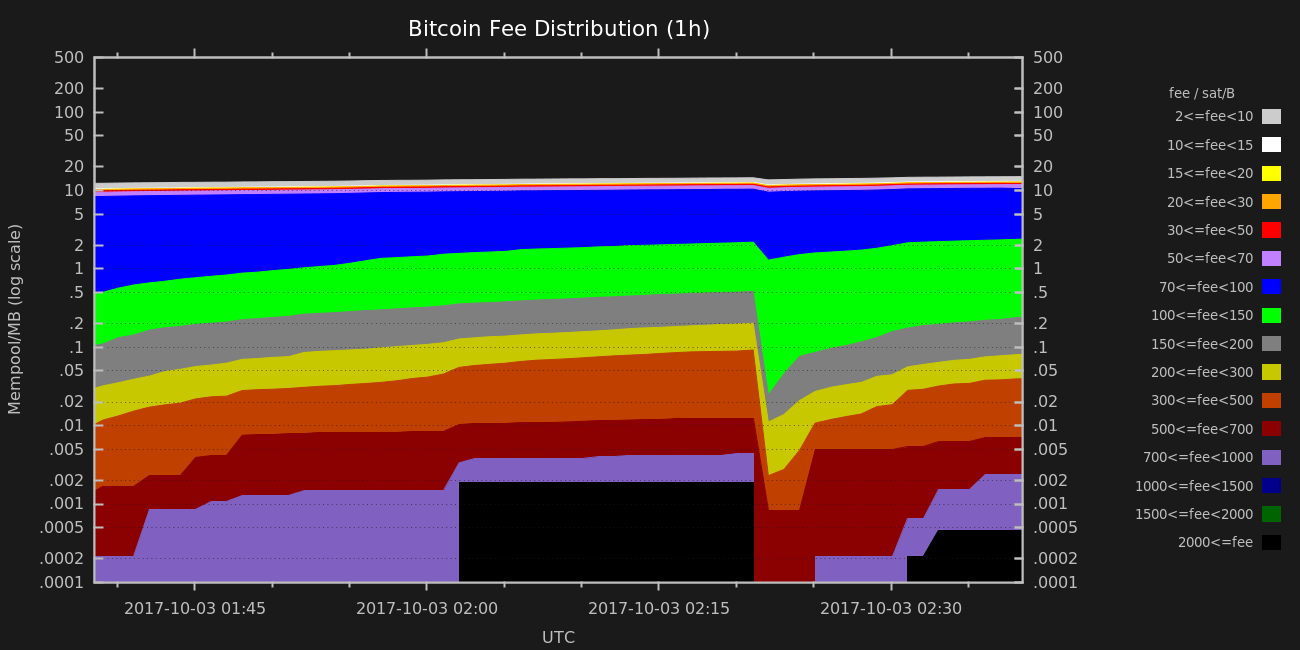 Bitcoin Fee Distribution (1h)
500
200
100
50
20
10
5
2
1
.5
.2
.1
.05
.02
.01
.005
.002
.001
.0005
.0002
.0001
Mempool/MB (log scale)
500
200
100
50
20
10
5
2
1
.5
.2
.1
.05
.02
.01
.005
.002
.001
.0005
.0002
.0001
2017-10-03 01:45
2017-10-03 02:00
2017-10-03 02:15
2017-10-03 02:30
UTC
fee / sat/B
2<=fee<10
10<=fee<15
15<=fee<20
20<=fee<30
30<=fee<50
50<=fee<70
70<=fee<100
100<=fee<150
150<=fee<200
200<=fee<300
300<=fee<500
500<=fee<700
700<=fee<1000
1000<=fee<1500
1500<=fee<2000
2000<=fee